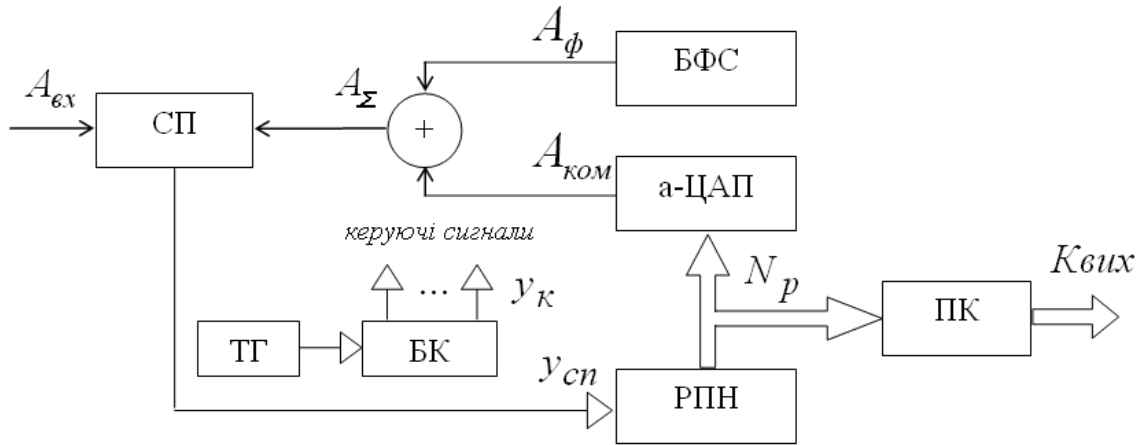 A_ф
БФС
A_вх
СП
A_Σ
+
A_ком
а-ЦАП
керуючі сигнали
...
y_к
N_p
Kвих
ПК
ТГ
БК
y_сп
РПН